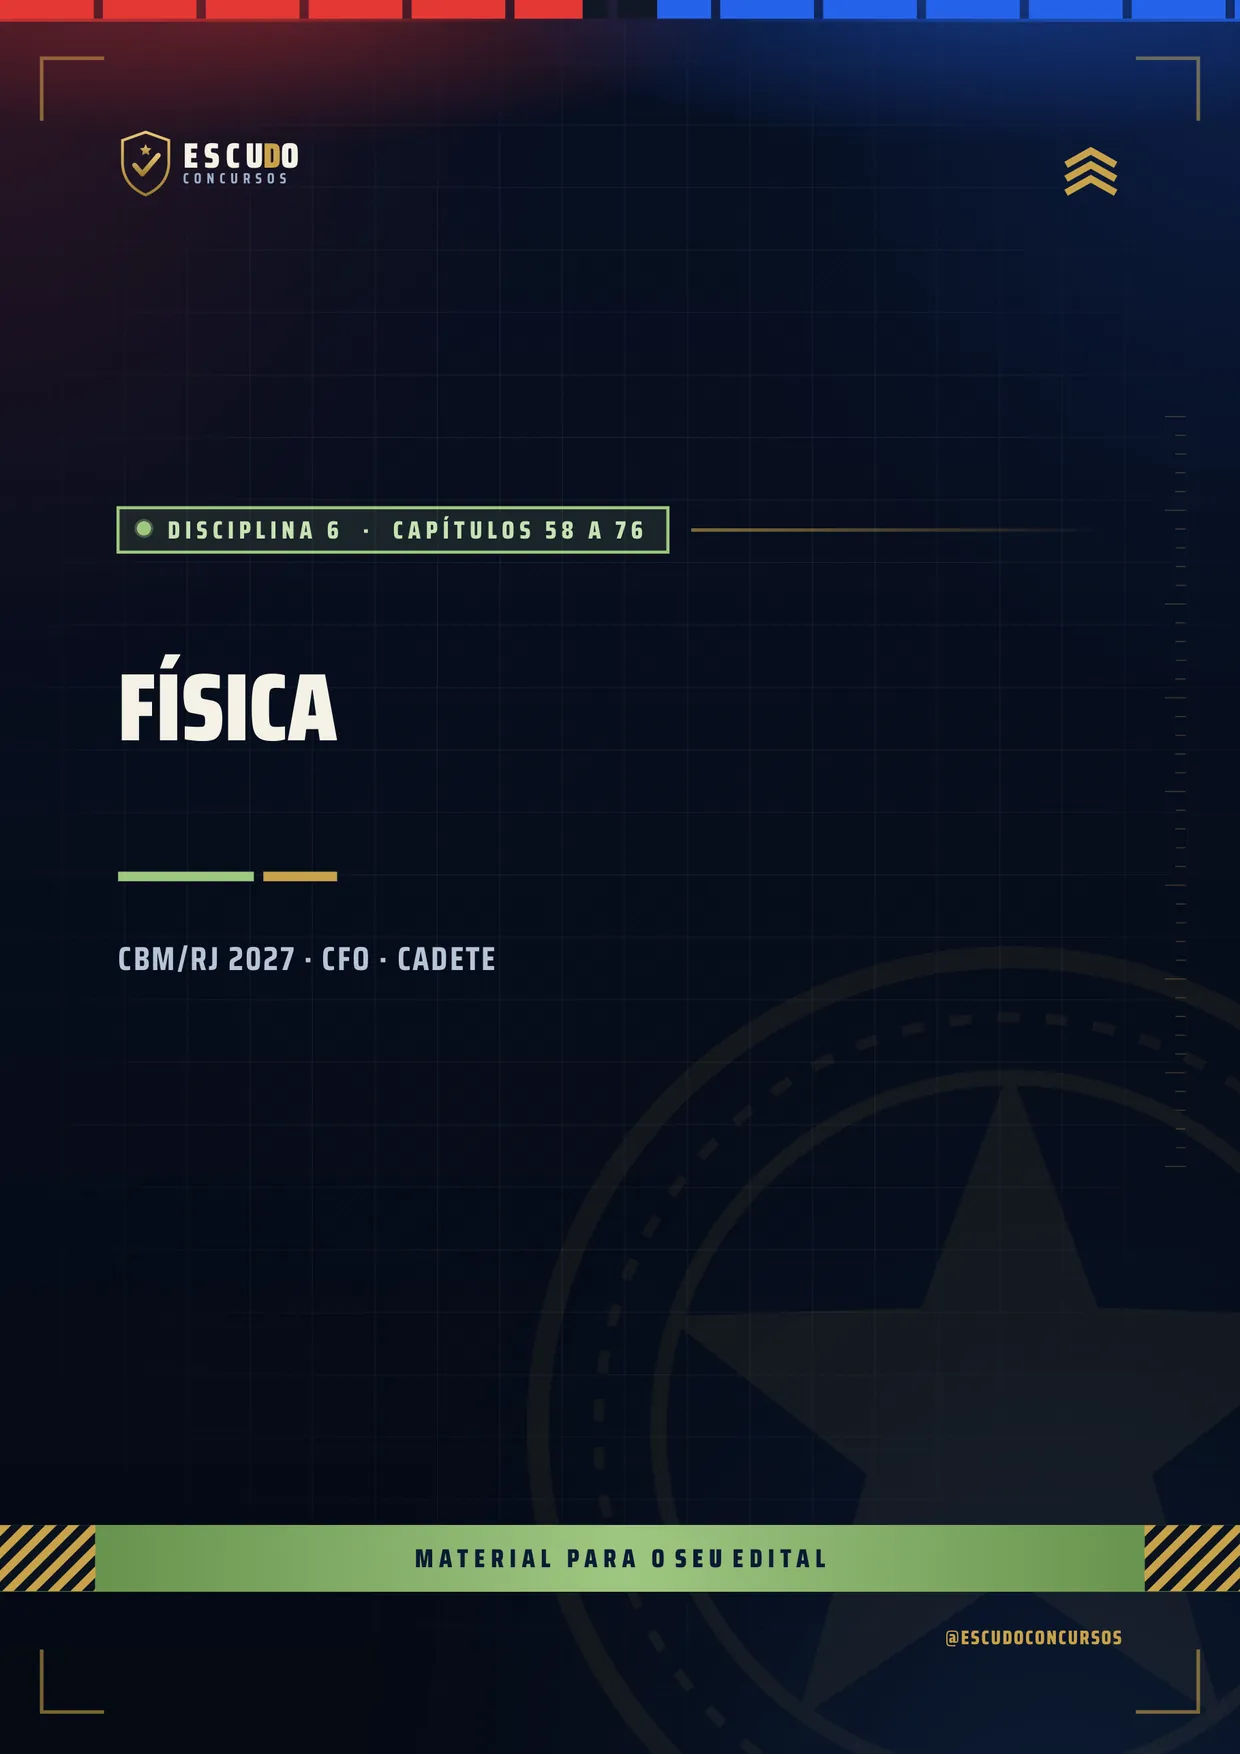 ESCUDO
CONCURSOS
DISCIPLINA 6 · CAPÍTULOS 58 A 76
FÍSICA
CBM/RJ 2027 · CFO · CADETE
MATERIAL PARA O SEU EDITAL
@ESCUDOCONCURSOS